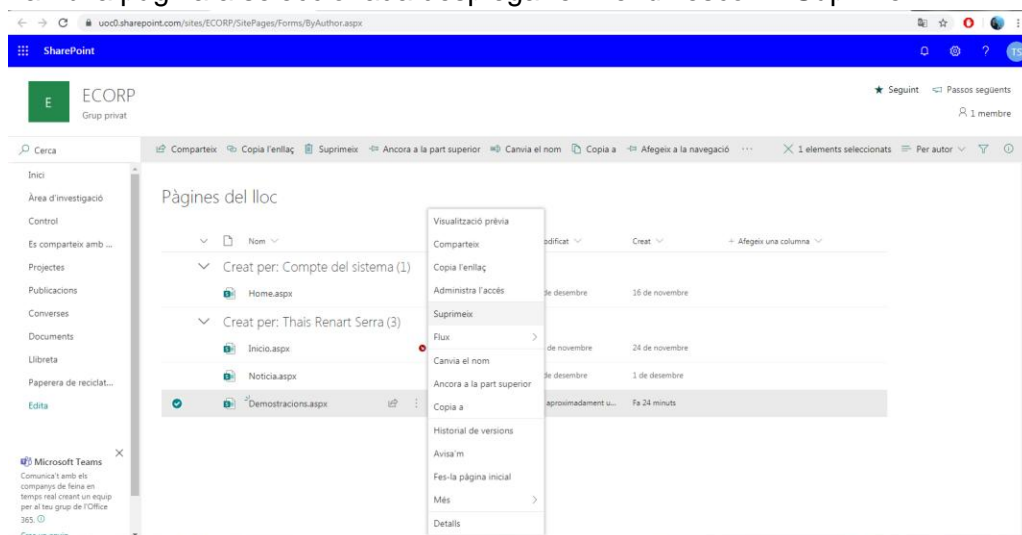 uoc0.sharepoint.com/sites/ECORP/SitePages/Forms/ByAuthor.aspx
SharePoint
TS
E
ECORP
Grup privat
Seguint Passos següents
1 membre
Cerca
Comparteix Copia l'enllaç Suprimeix Ancora a la part superior Canvia el nom Copia a Afegeix a la navegació ... 1 elements seleccionats Per autor
Inici
Àrea d'investigació
Control
Es comparteix amb ...
Projectes
Publicacions
Converses
Documents
Llibreta
Paperera de reciclat...
Edita
Microsoft Teams
Comunica't amb els
companys de feina en
temps real creant un equip
per al teu grup de l'Office
365.
Pàgines del lloc
Nom Creat Afegeix una columna
Creat per: Compte del sistema (1)
Home.aspx de desembre 16 de novembre
Creat per: Thais Renart Serra (3)
Inicio.aspx de novembre 24 de novembre
Noticia.aspx de desembre 1 de desembre
Demostracions.aspx aproximadament u... Fa 24 minuts
Visualització prèvia
Comparteix
Copia l'enllaç
Administra l'accés
Suprimeix
Flux
Canvia el nom
Ancora a la part superior
Copia a
Historial de versions
Avisa'm
Fes-la pàgina inicial
Més
Detalls